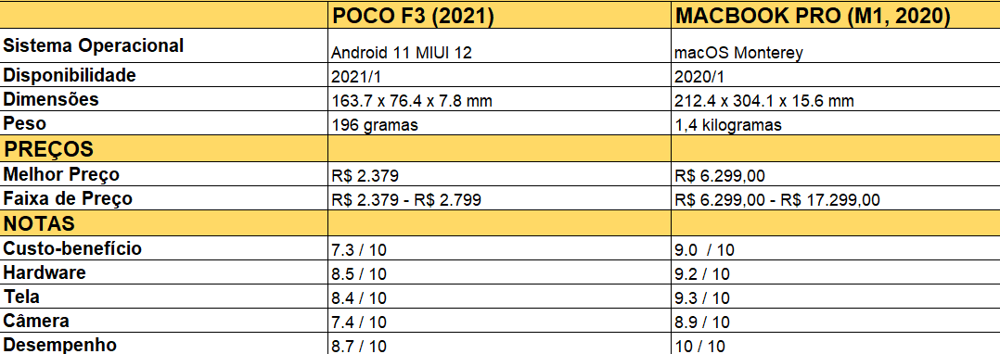 POCO F3 (2021) MACBOOK PRO (M1, 2020)
Sistema Operacional Android 11 MIUI 12 macOS Monterey
Disponibilidade 2021/1 2020/1
Dimensões 163.7 x 76.4 x 7.8 mm 212.4 x 304.1 x 15.6 mm
Peso 196 gramas 1,4 kilogramas
PREÇOS
Melhor Preço R$ 2.379 R$ 6.299,00
Faixa de Preço R$ 2.379 - R$ 2.799 R$ 6.299,00 - R$ 17.299,00
NOTAS
Custo-benefício 7.3 / 10 9.0 / 10
Hardware 8.5 / 10 9.2 / 10
Tela 8.4 / 10 9.3 / 10
Câmera 7.4 / 10 8.9 / 10
Desempenho 8.7 / 10 10 / 10